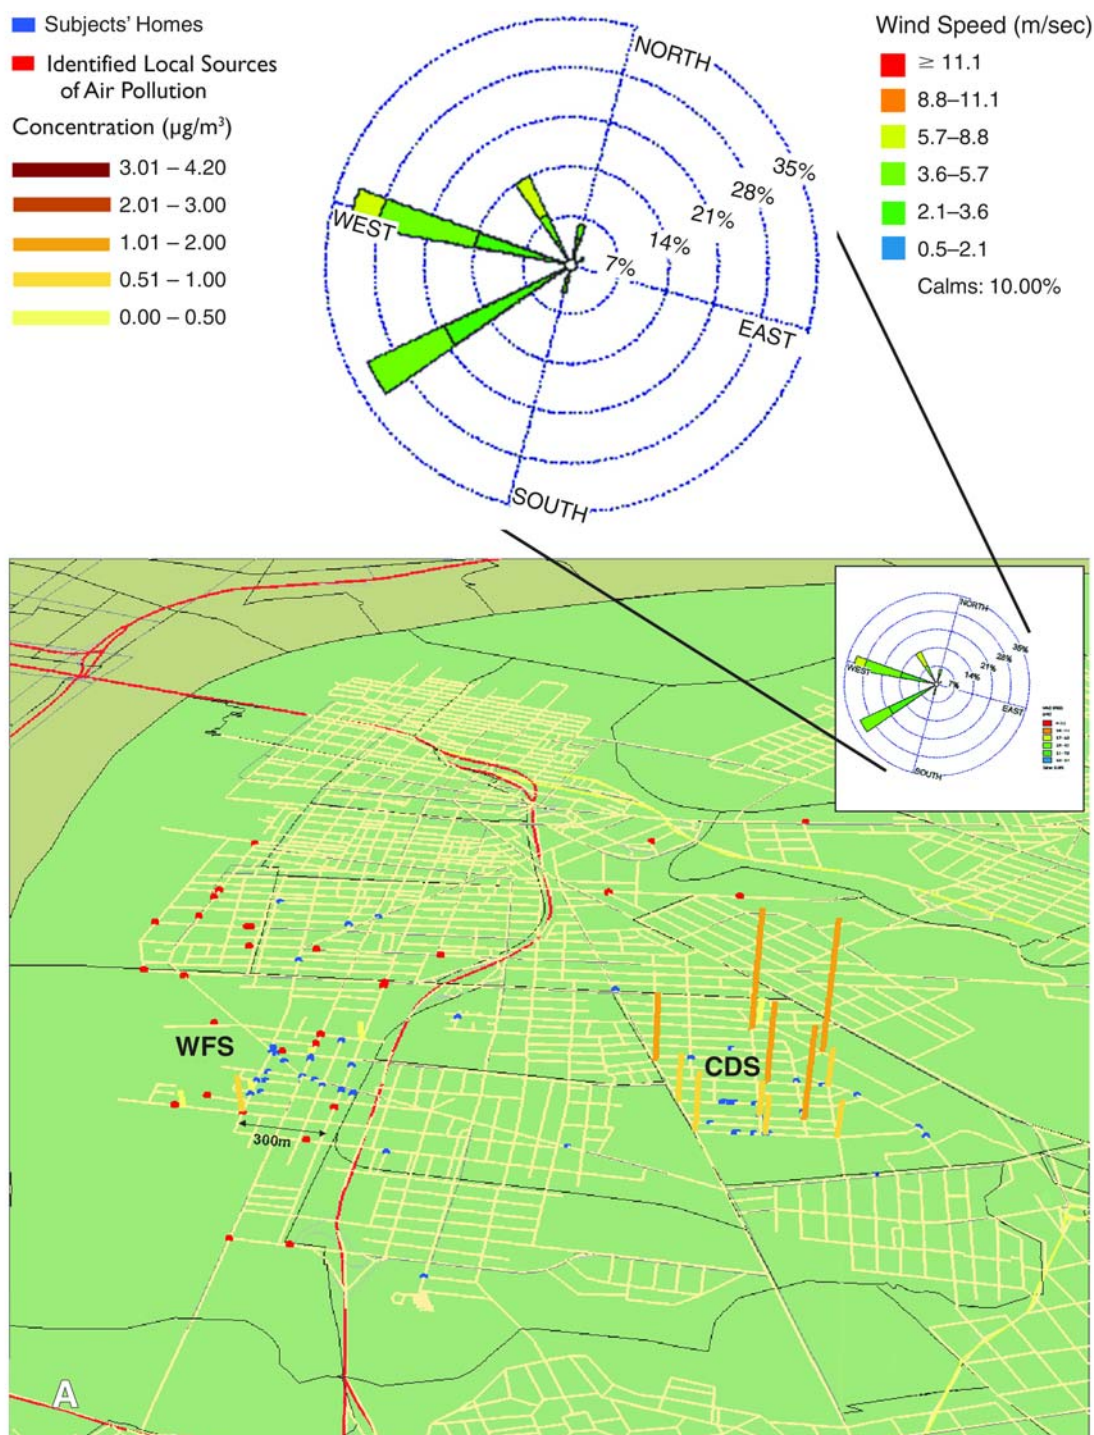 Subjects' Homes
Identified Local Sources
of Air Pollution
Concentration (µg/m³)
3.01 – 4.20
2.01 – 3.00
1.01 – 2.00
0.51 – 1.00
0.00 – 0.50
NORTH
35%
28%
21%
14%
7%
WEST
EAST
SOUTH
Wind Speed (m/sec)
≥ 11.1
8.8–11.1
5.7–8.8
3.6–5.7
2.1–3.6
0.5–2.1
Calms: 10.00%
NORTH
35%
28%
21%
14%
7%
WEST
EAST
SOUTH
WFS
CDS
300m
A